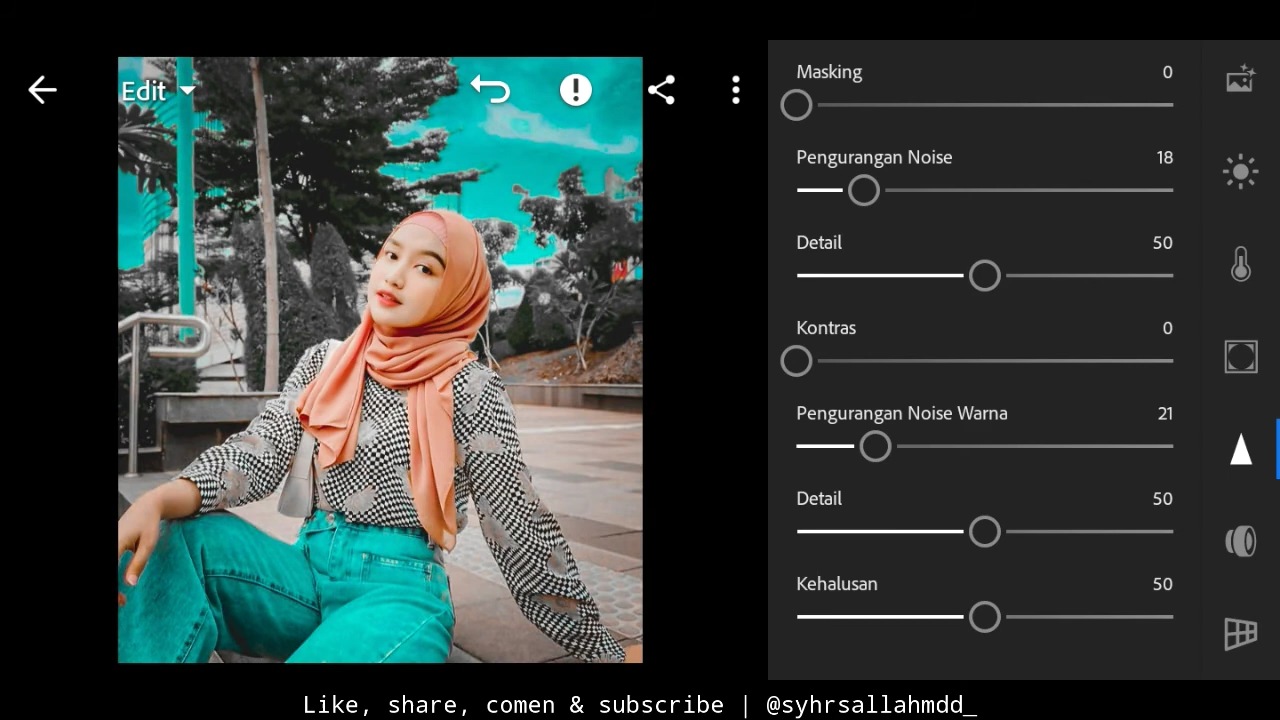 Edit
Masking 0
Pengurangan Noise 18
Detail 50
Kontras 0
Pengurangan Noise Warna 21
Detail 50
Kehalusan 50
Like, share, comen & subscribe | @syhrsallahmdd_